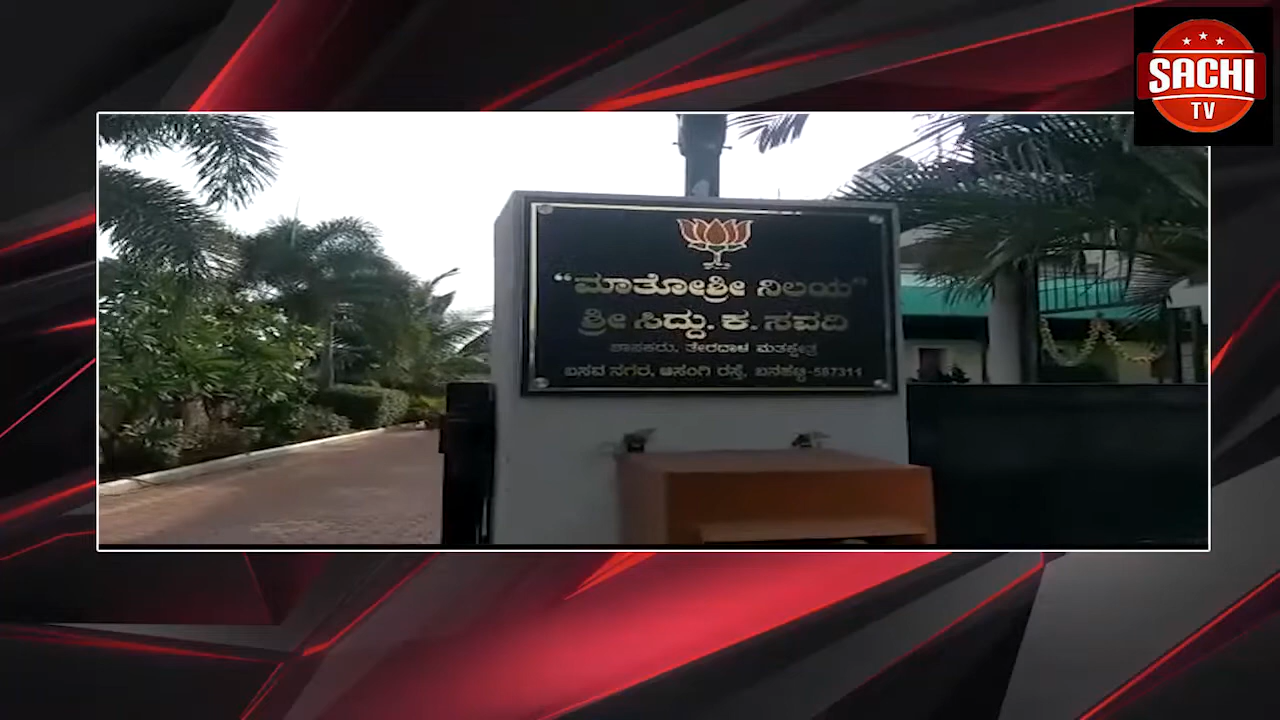 SACHI
TV
“ಮಾತೋಶ್ರೀ ನಿಲಯ”
ಶ್ರೀ ಸಿದ್ದು. ಕ. ಸವದಿ
ಶಾಸಕರು, ತೇರದಾಳ ಮತಕ್ಷೇತ್ರ
ಬಸವ ನಗರ, ಆಸಂಗಿ ರಸ್ತೆ, ಬನಹಟ್ಟಿ-587311